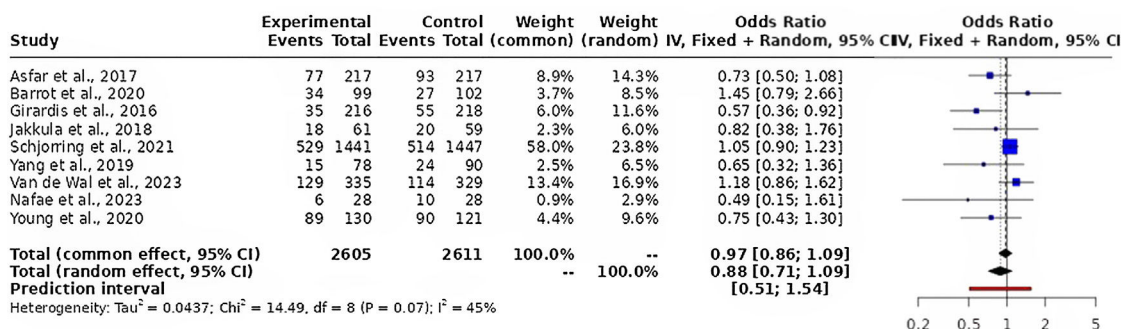 Experimental Control Weight Weight Odds Ratio Odds Ratio
Study Events Total Events Total (common) (random) IV, Fixed + Random, 95% CI IV, Fixed + Random, 95% CI
Asfar et al., 2017 77 217 93 217 8.9% 14.3% 0.73 [0.50; 1.08]
Barrot et al., 2020 34 99 27 102 3.7% 8.5% 1.45 [0.79; 2.66]
Girardis et al., 2016 35 216 55 218 6.0% 11.6% 0.57 [0.36; 0.92]
Jakkula et al., 2018 18 61 20 59 2.3% 6.0% 0.82 [0.38; 1.76]
Schjorring et al., 2021 529 1441 514 1447 58.0% 23.8% 1.05 [0.90; 1.23]
Yang et al., 2019 15 78 24 90 2.5% 6.5% 0.65 [0.32; 1.36]
Van de Wal et al., 2023 129 335 114 329 13.4% 16.9% 1.18 [0.86; 1.62]
Nafae et al., 2023 6 28 10 28 0.9% 2.9% 0.49 [0.15; 1.61]
Young et al., 2020 89 130 90 121 4.4% 9.6% 0.75 [0.43; 1.30]
Total (common effect, 95% CI) 2605 2611 100.0% -- 0.97 [0.86; 1.09]
Total (random effect, 95% CI) -- 100.0% 0.88 [0.71; 1.09]
Prediction interval [0.51; 1.54]
Heterogeneity: Tau² = 0.0437; Chi² = 14.49, df = 8 (P = 0.07); I² = 45%
0.2 0.5 1 2 5